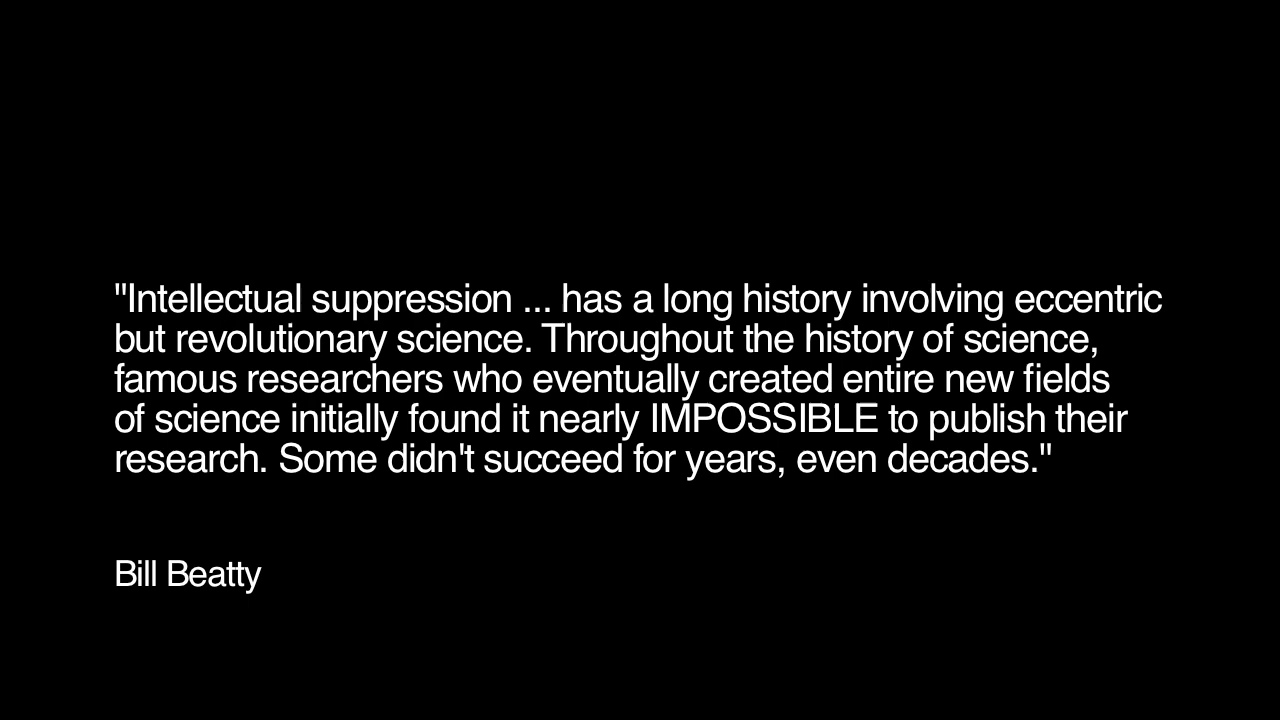 "Intellectual suppression ... has a long history involving eccentric
but revolutionary science. Throughout the history of science,
famous researchers who eventually created entire new fields
of science initially found it nearly IMPOSSIBLE to publish their
research. Some didn't succeed for years, even decades."
Bill Beatty